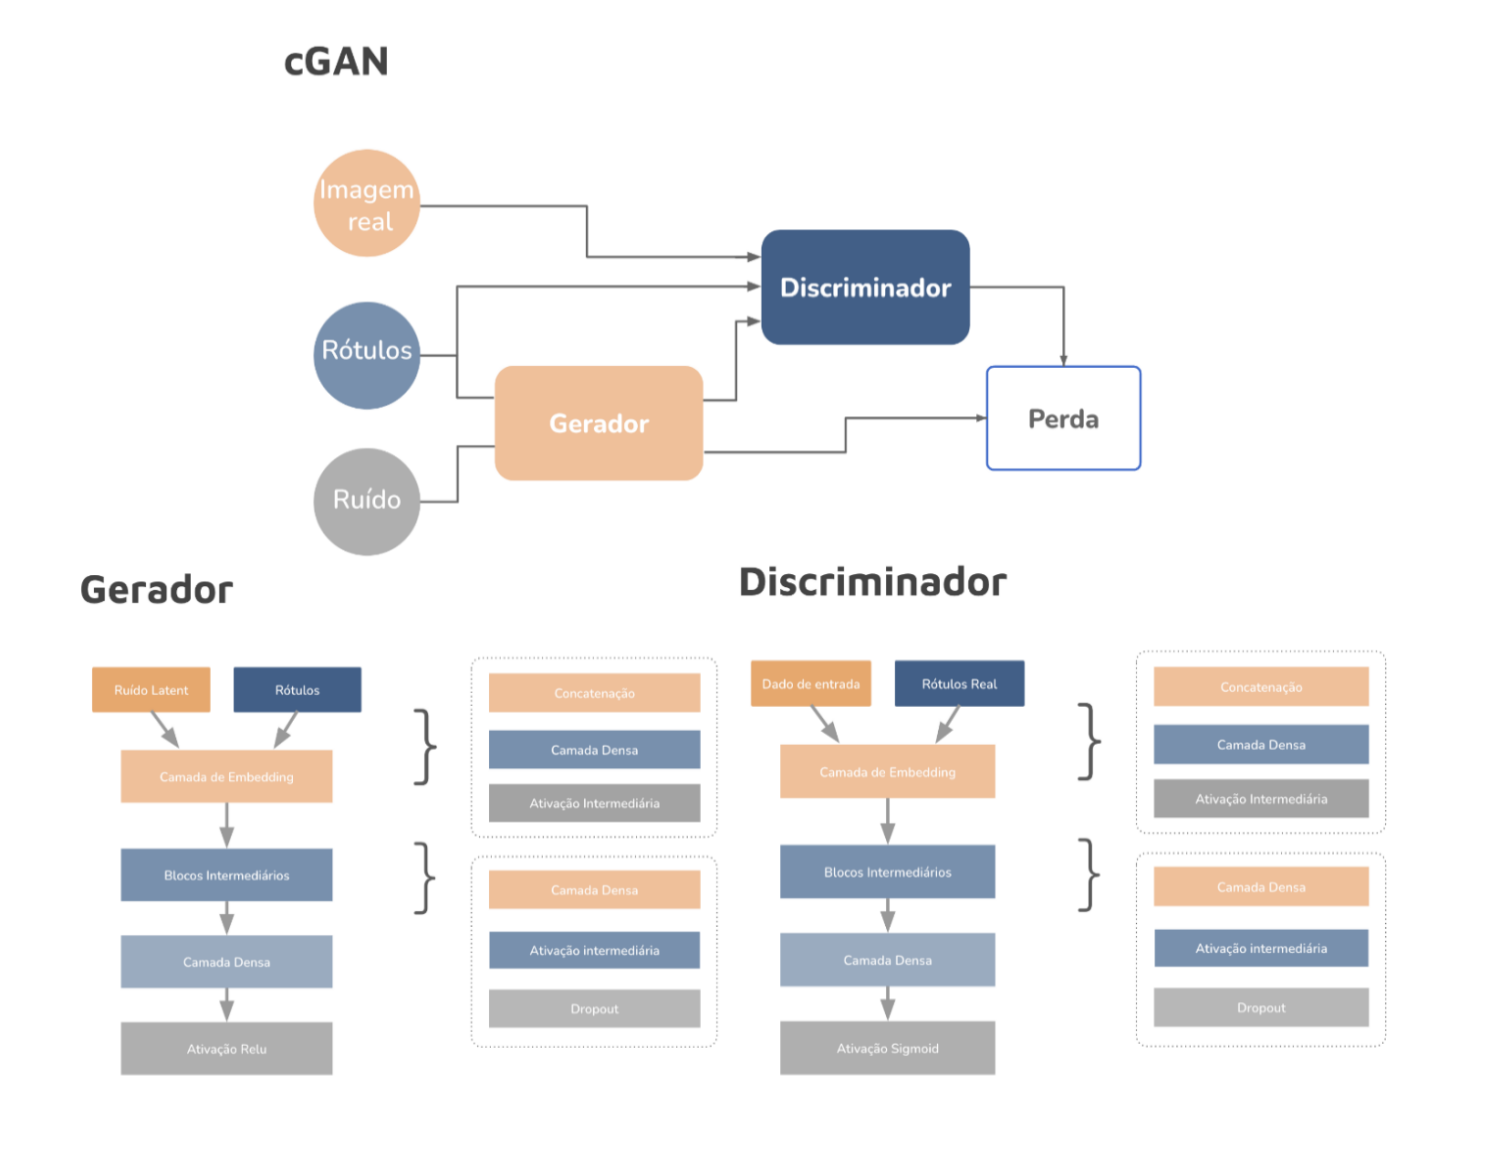 cGAN
Imagem
real
Rótulos
Ruído
Gerador
Discriminador
Perda
Gerador
Ruído Latent
Rótulos
Camada de Embedding
Blocos Intermediários
Camada Densa
Ativação Relu
Concatenação
Camada Densa
Ativação Intermediária
Camada Densa
Ativação intermediária
Dropout
Discriminador
Dado de entrada
Rótulos Real
Camada de Embedding
Blocos Intermediários
Camada Densa
Ativação Sigmoid
Concatenação
Camada Densa
Ativação Intermediária
Camada Densa
Ativação intermediária
Dropout